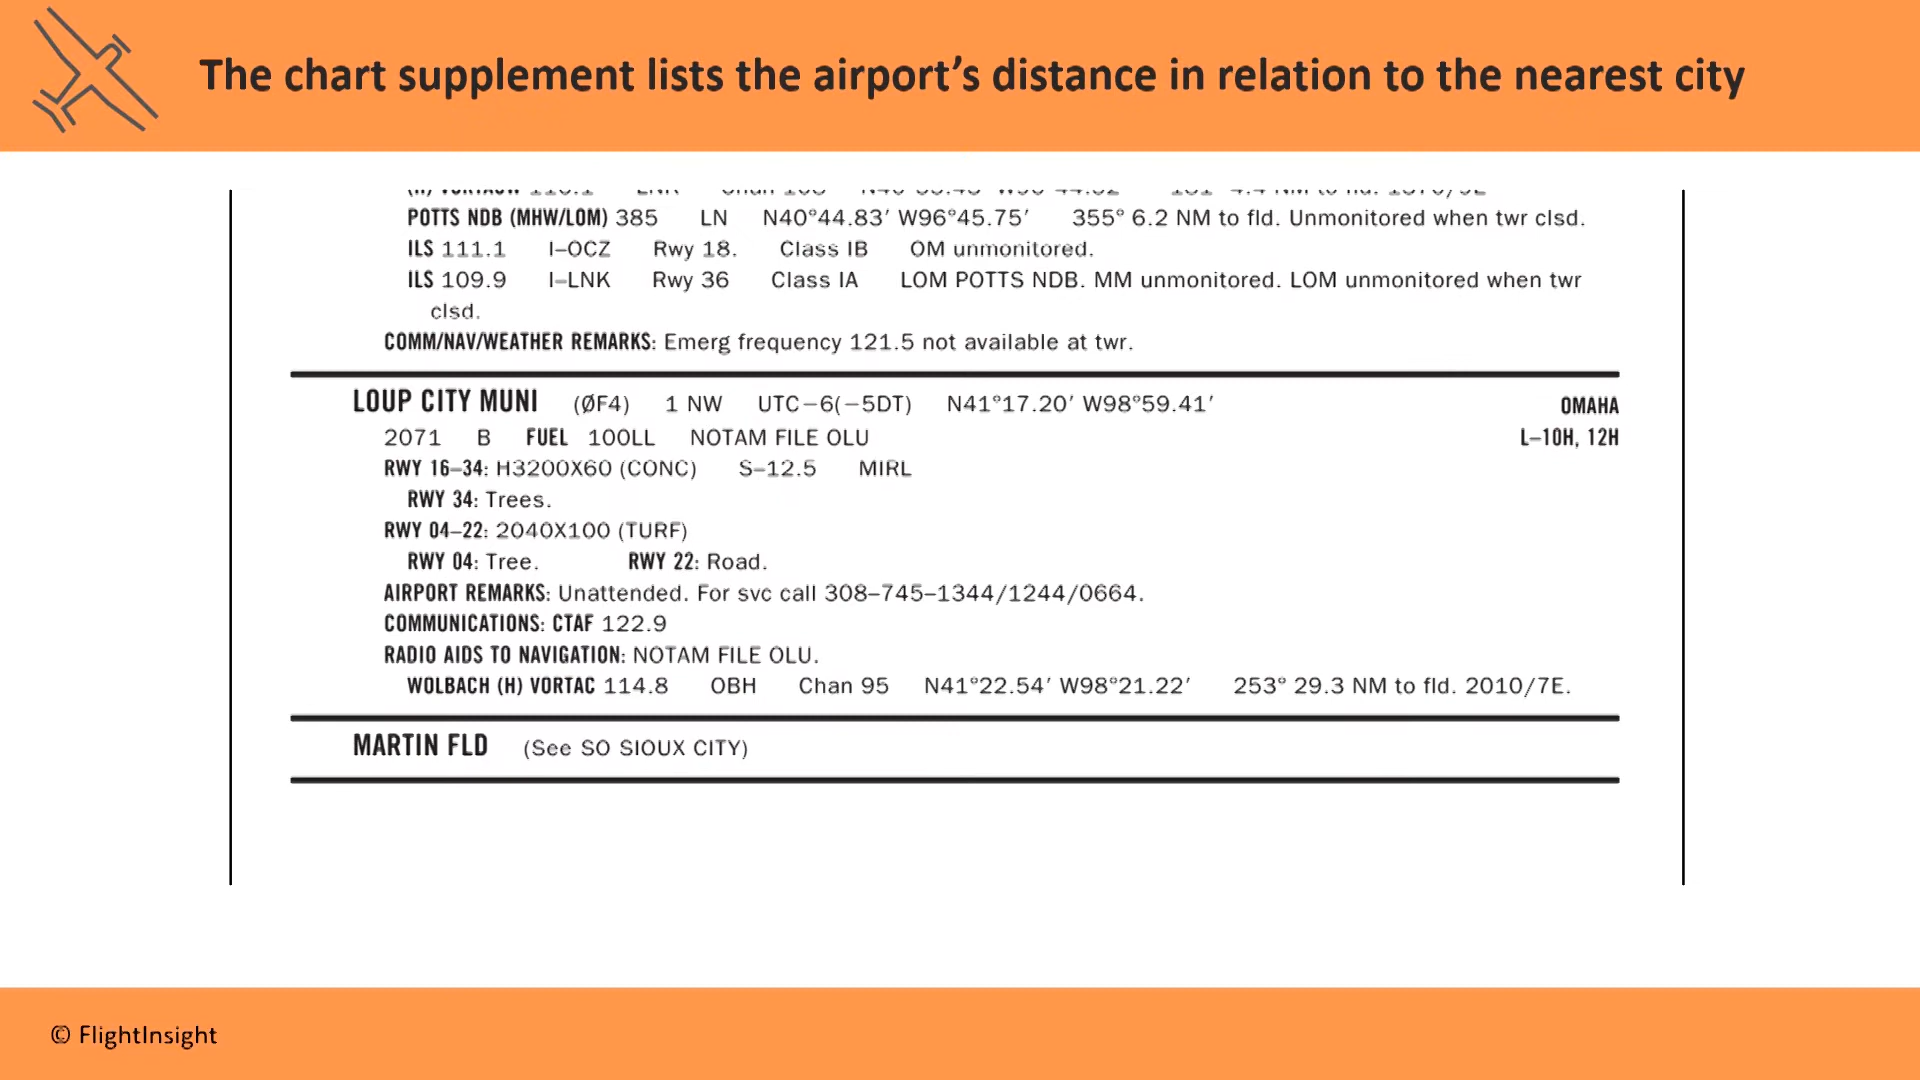 The chart supplement lists the airport’s distance in relation to the nearest city
POTTS NDB (MHW/LOM) 385 LN N40°44.83′ W96°45.75′ 355° 6.2 NM to fld. Unmonitored when twr clsd.
ILS 111.1 I–OCZ Rwy 18. Class IB OM unmonitored.
ILS 109.9 I–LNK Rwy 36 Class IA LOM POTTS NDB. MM unmonitored. LOM unmonitored when twr
clsd.
COMM/NAV/WEATHER REMARKS: Emerg frequency 121.5 not available at twr.
LOUP CITY MUNI (ØF4) 1 NW UTC−6(−5DT) N41°17.20′ W98°59.41′ OMAHA
2071 B FUEL 100LL NOTAM FILE OLU L–10H, 12H
RWY 16–34: H3200X60 (CONC) S–12.5 MIRL
RWY 34: Trees.
RWY 04–22: 2040X100 (TURF)
RWY 04: Tree. RWY 22: Road.
AIRPORT REMARKS: Unattended. For svc call 308–745–1344/1244/0664.
COMMUNICATIONS: CTAF 122.9
RADIO AIDS TO NAVIGATION: NOTAM FILE OLU.
WOLBACH (H) VORTAC 114.8 OBH Chan 95 N41°22.54′ W98°21.22′ 253° 29.3 NM to fld. 2010/7E.
MARTIN FLD (See SO SIOUX CITY)
© FlightInsight